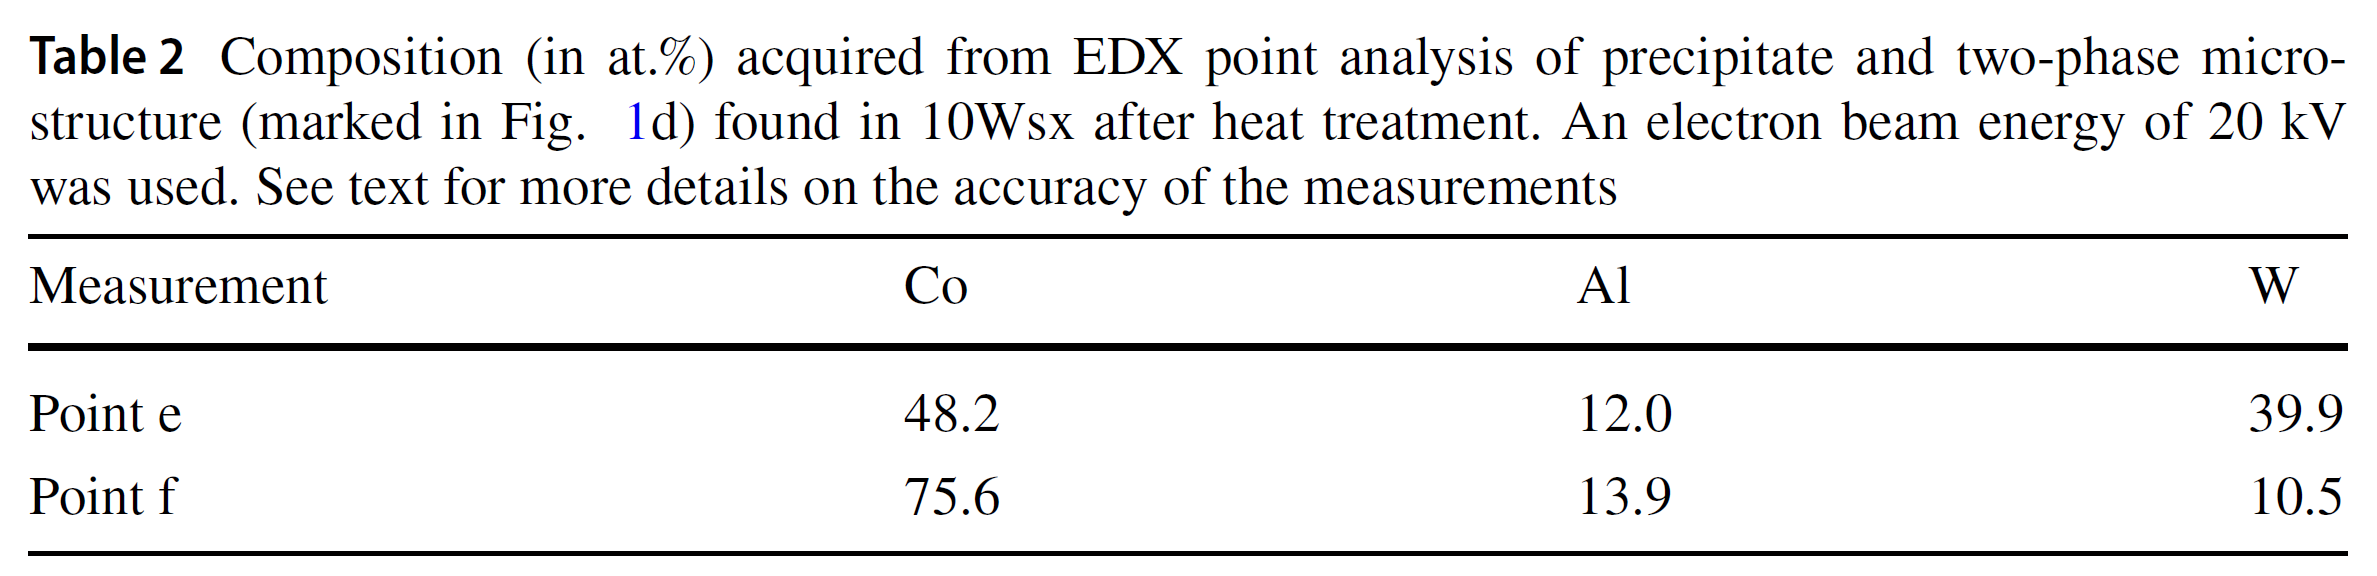 Table 2 Composition (in at.%) acquired from EDX point analysis of precipitate and two-phase micro-
structure (marked in Fig. 1d) found in 10Wsx after heat treatment. An electron beam energy of 20 kV
was used. See text for more details on the accuracy of the measurements
Measurement Co Al W
Point e 48.2 12.0 39.9
Point f 75.6 13.9 10.5